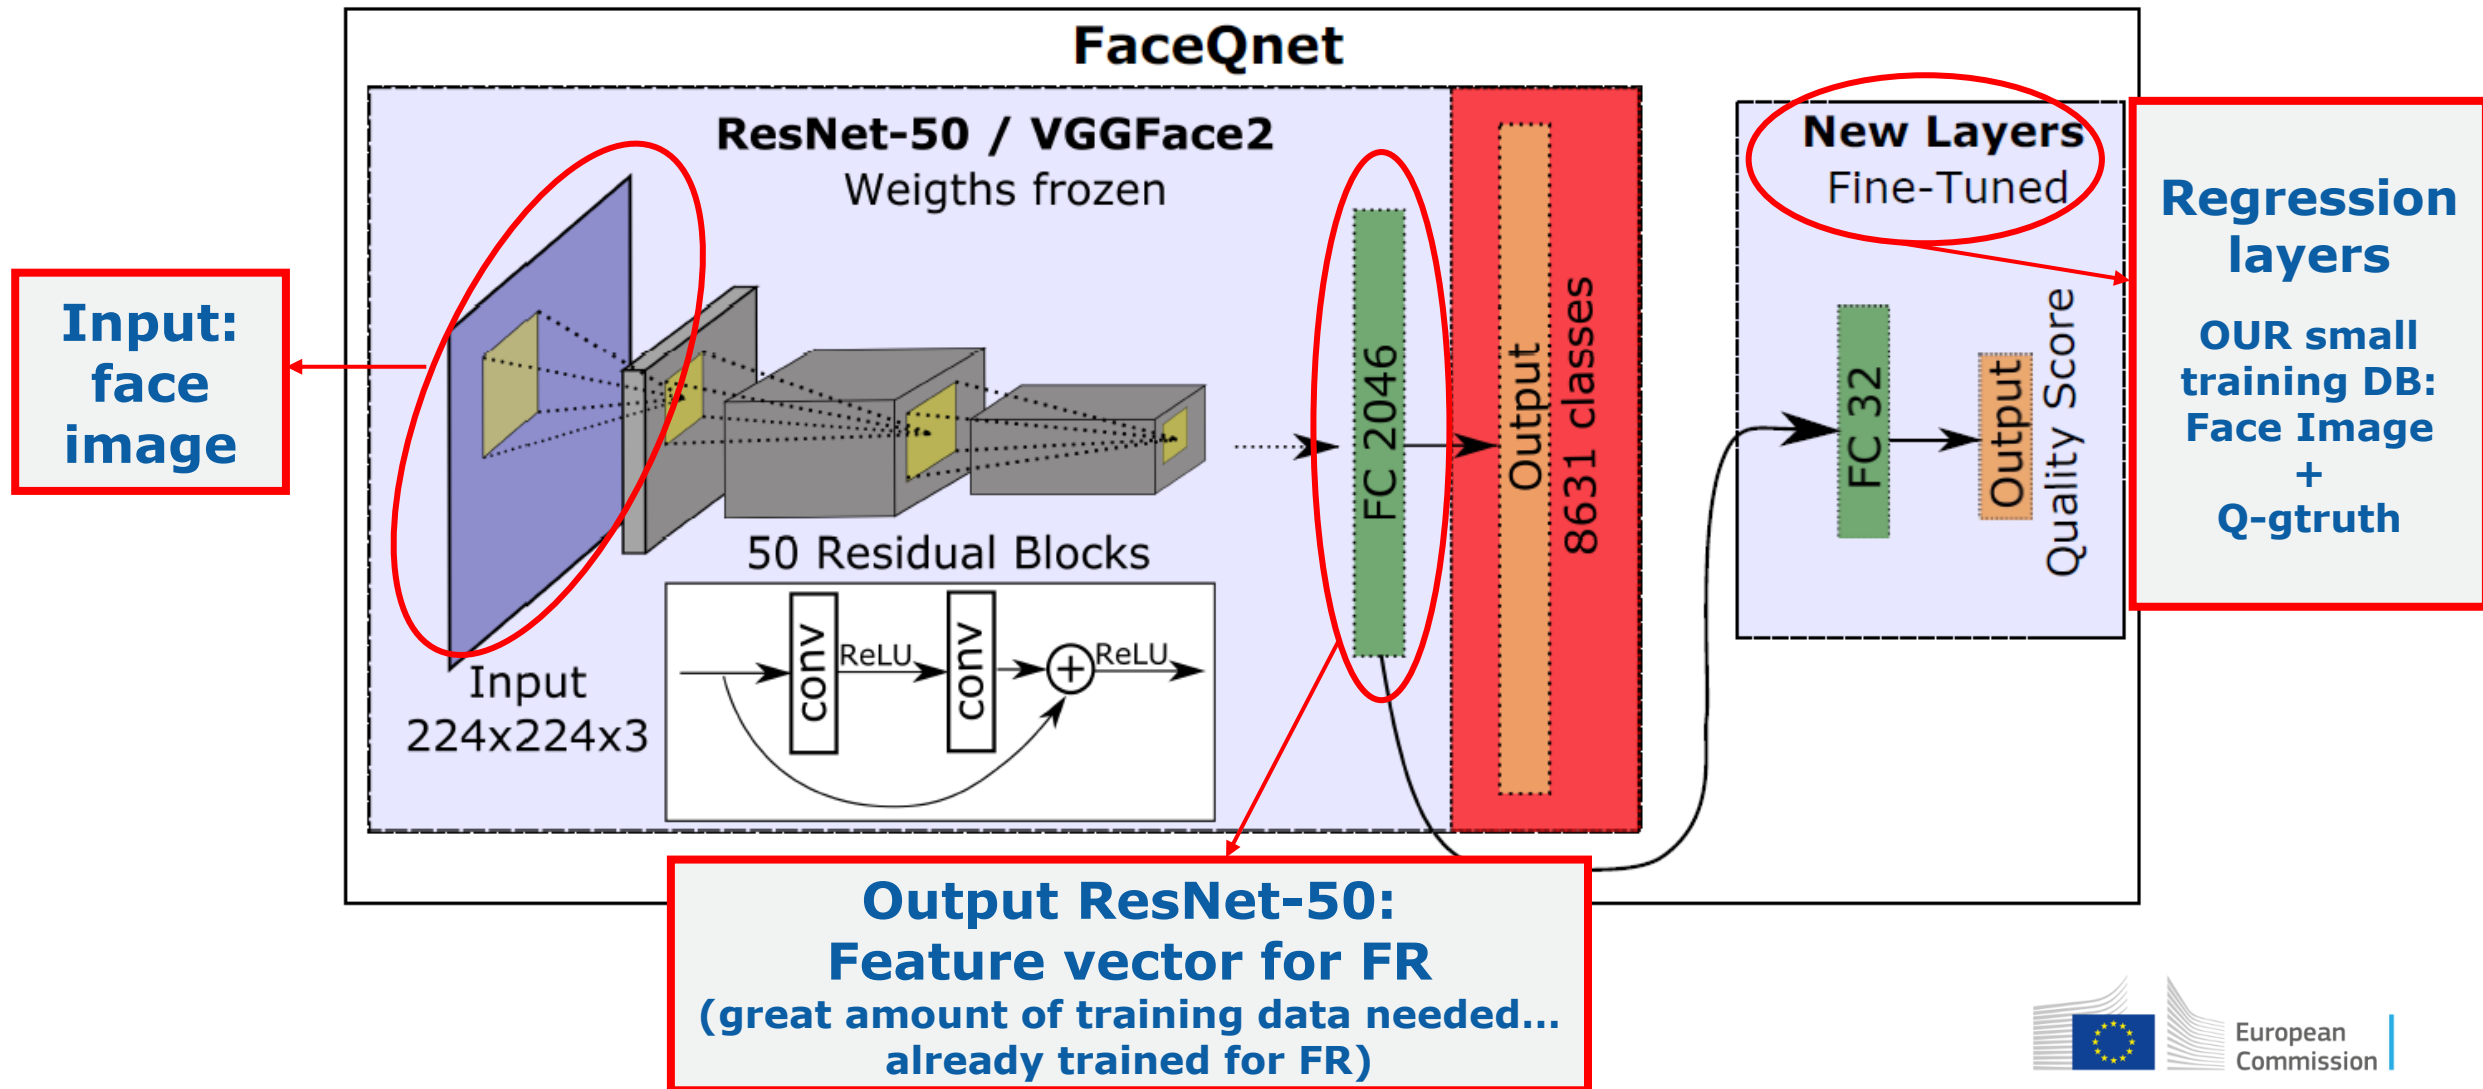 FaceQnet
ResNet-50 / VGGFace2
Weigths frozen
Input:
face
image
Input
224x224x3
50 Residual Blocks
conv
ReLU
conv
+
ReLU
FC 2046
Output
8631 classes
New Layers
Fine-Tuned
FC 32
Output
Quality Score
Regression
layers
OUR small
training DB:
Face Image
+
Q-gtruth
Output ResNet-50:
Feature vector for FR
(great amount of training data needed...
already trained for FR)
European
Commission